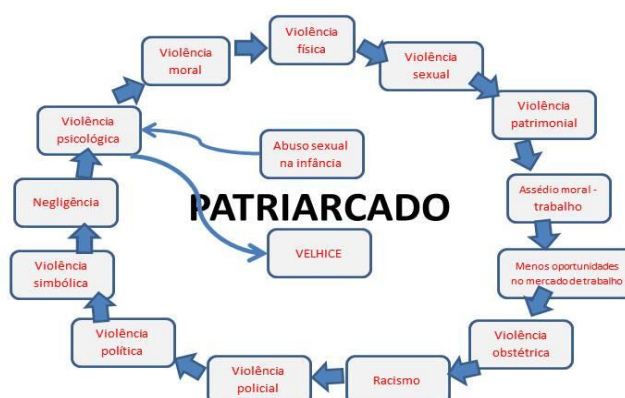 Violência
física
Violência
moral
Violência
sexual
Violência
psicológica
Violência
patrimonial
Abuso sexual
na infância
Assédio moral -
trabalho
Negligência
PATRIARCADO
VELHICE
Violência
simbólica
Menos oportunidades
no mercado de trabalho
Violência
política
Violência
obstétrica
Violência
policial
Racismo